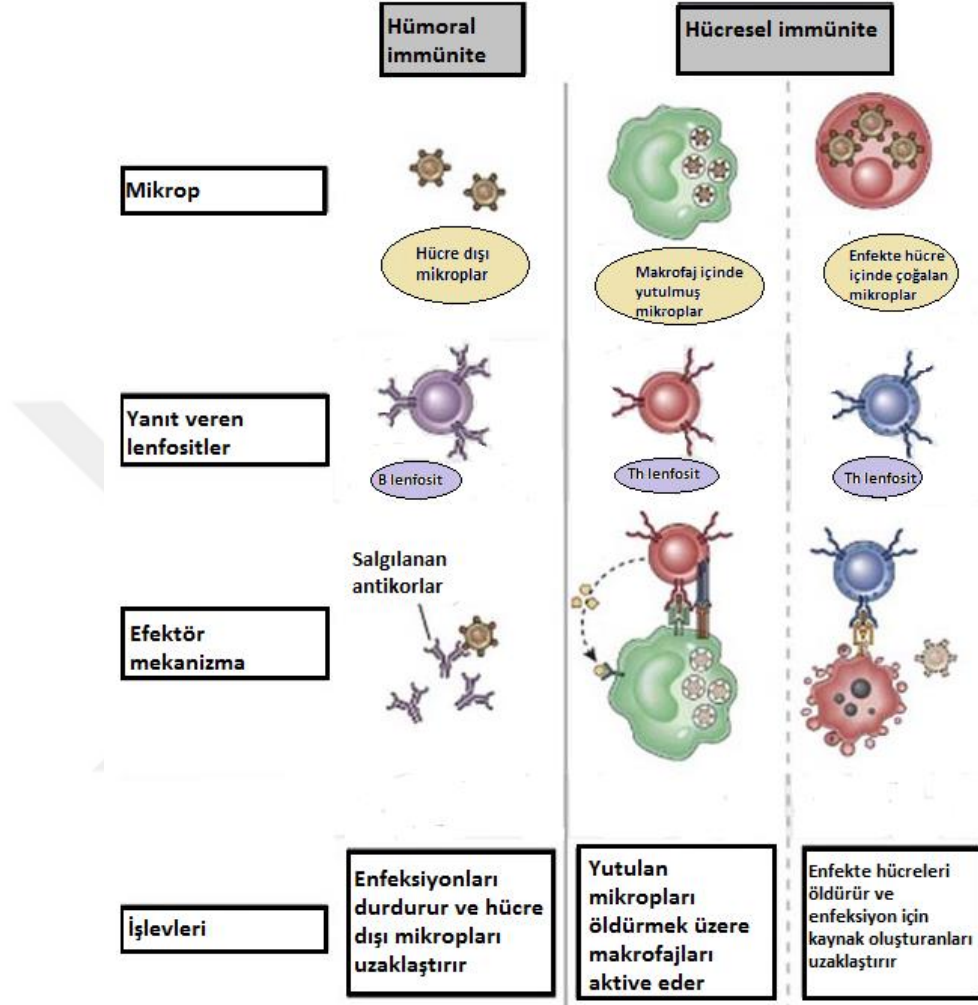 Hümoral
immünite
Hücresel immünite
Mikrop
Hücre dışı
mikroplar
Makrofaj içinde
yutulmuş
mikroplar
Enfekte hücre
içinde çoğalan
mikroplar
Yanıt veren
lenfositler
B lenfosit
Th lenfosit
Th lenfosit
Efektör
mekanizma
Salgılanan
antikorlar
İşlevleri
Enfeksiyonları
durdurur ve hücre
dışı mikropları
uzaklaştırır
Yutulan
mikropları
öldürmek üzere
makrofajları
aktive eder
Enfekte hücreleri
öldürür ve
enfeksiyon için
kaynak oluşturanları
uzaklaştırır